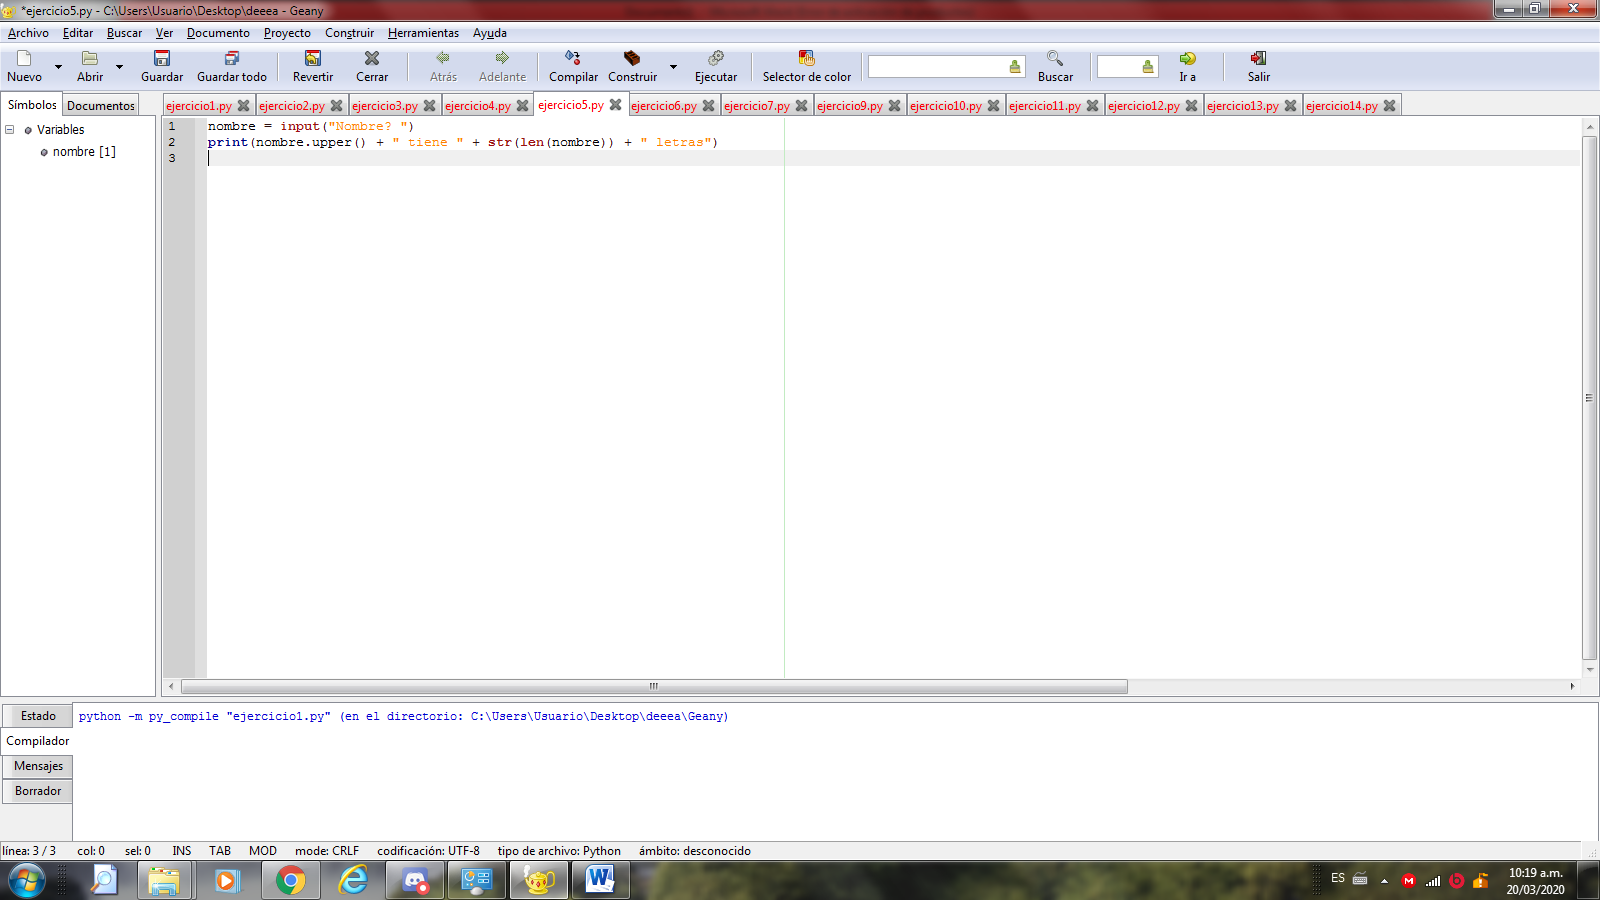 *ejercicio5.py - C:\Users\Usuario\Desktop\deeea - Geany
Archivo Editar Buscar Ver Documento Proyecto Construir Herramientas Ayuda
Nuevo Abrir Guardar Guardar todo Revertir Cerrar Atrás Adelante Compilar Construir Ejecutar Selector de color Buscar Ir a Salir
Símbolos Documentos
ejercicio1.py ejercicio2.py ejercicio3.py ejercicio4.py ejercicio5.py ejercicio6.py ejercicio7.py ejercicio9.py ejercicio10.py ejercicio11.py ejercicio12.py ejercicio13.py ejercicio14.py
Variables
nombre [1]
1 nombre = input("Nombre? ")
2 print(nombre.upper() + " tiene " + str(len(nombre)) + " letras")
3
Estado
Compilador
Mensajes
Borrador
python -m py_compile "ejercicio1.py" (en el directorio: C:\Users\Usuario\Desktop\deeea\Geany)
línea: 3 / 3 col: 0 sel: 0 INS TAB MOD mode: CRLF codificación: UTF-8 tipo de archivo: Python ámbito: desconocido
ES
10:19 a.m.
20/03/2020